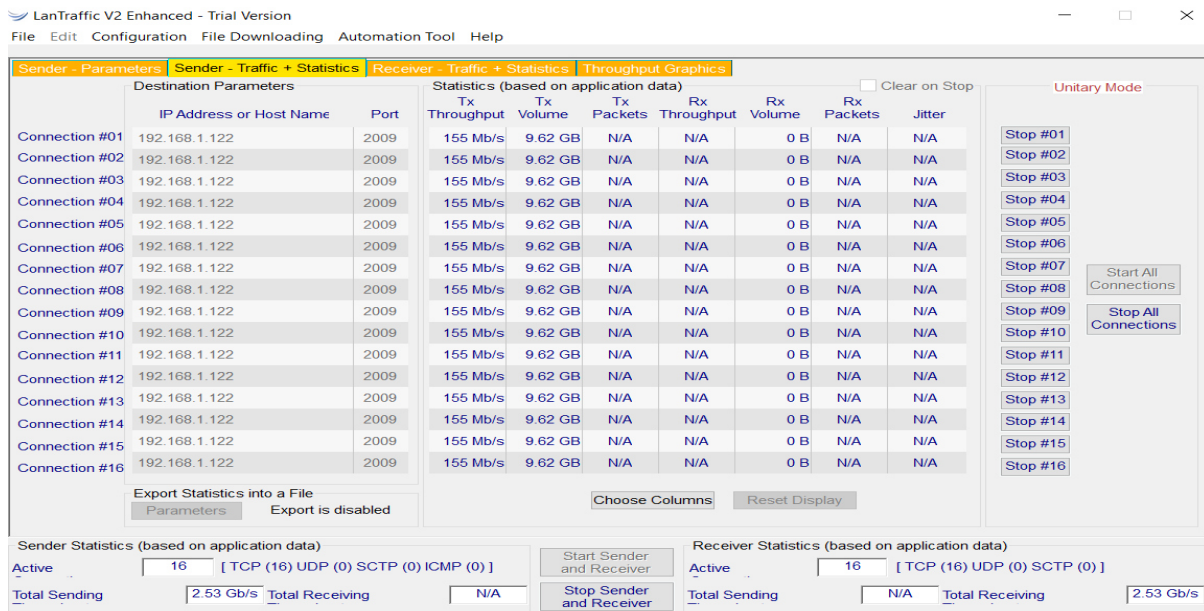 LanTraffic V2 Enhanced - Trial Version
File Edit Configuration File Downloading Automation Tool Help
Sender - Parameters Sender - Traffic + Statistics Receiver - Traffic + Statistics Throughput Graphics
Destination Parameters Statistics (based on application data) Clear on Stop Unitary Mode
Tx Tx Tx Rx Rx Rx
IP Address or Host Name Port Throughput Volume Packets Throughput Volume Packets Jitter
Connection #01 192.168.1.122 2009 155 Mb/s 9.62 GB N/A N/A 0 B N/A N/A Stop #01
Connection #02 192.168.1.122 2009 155 Mb/s 9.62 GB N/A N/A 0 B N/A N/A Stop #02
Connection #03 192.168.1.122 2009 155 Mb/s 9.62 GB N/A N/A 0 B N/A N/A Stop #03
Connection #04 192.168.1.122 2009 155 Mb/s 9.62 GB N/A N/A 0 B N/A N/A Stop #04
Connection #05 192.168.1.122 2009 155 Mb/s 9.62 GB N/A N/A 0 B N/A N/A Stop #05
Connection #06 192.168.1.122 2009 155 Mb/s 9.62 GB N/A N/A 0 B N/A N/A Stop #06
Connection #07 192.168.1.122 2009 155 Mb/s 9.62 GB N/A N/A 0 B N/A N/A Stop #07 Start All
Connection #08 192.168.1.122 2009 155 Mb/s 9.62 GB N/A N/A 0 B N/A N/A Stop #08 Connections
Connection #09 192.168.1.122 2009 155 Mb/s 9.62 GB N/A N/A 0 B N/A N/A Stop #09 Stop All
Connection #10 192.168.1.122 2009 155 Mb/s 9.62 GB N/A N/A 0 B N/A N/A Stop #10 Connections
Connection #11 192.168.1.122 2009 155 Mb/s 9.62 GB N/A N/A 0 B N/A N/A Stop #11
Connection #12 192.168.1.122 2009 155 Mb/s 9.62 GB N/A N/A 0 B N/A N/A Stop #12
Connection #13 192.168.1.122 2009 155 Mb/s 9.62 GB N/A N/A 0 B N/A N/A Stop #13
Connection #14 192.168.1.122 2009 155 Mb/s 9.62 GB N/A N/A 0 B N/A N/A Stop #14
Connection #15 192.168.1.122 2009 155 Mb/s 9.62 GB N/A N/A 0 B N/A N/A Stop #15
Connection #16 192.168.1.122 2009 155 Mb/s 9.62 GB N/A N/A 0 B N/A N/A Stop #16
Export Statistics into a File
Parameters Export is disabled Choose Columns Reset Display
Sender Statistics (based on application data) Start Sender and Receiver Receiver Statistics (based on application data)
Active 16 [ TCP (16) UDP (0) SCTP (0) ICMP (0) ] Active 16 [ TCP (16) UDP (0) SCTP (0) ]
Total Sending 2.53 Gb/s Total Receiving N/A Stop Sender and Receiver Total Sending N/A Total Receiving 2.53 Gb/s